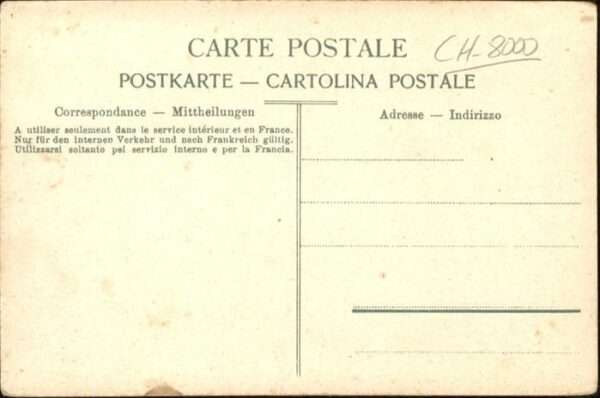 CARTE POSTALE CH-8000
POSTKARTE — CARTOLINA POSTALE
Correspondance — Mittheilungen
A utiliser seulement dans le service intérieur et en France.
Nur für den internen Verkehr und nach Frankreich gültig.
Utilizzarsi soltanto pel servizio interno e per la Francia.
Adresse — Indirizzo